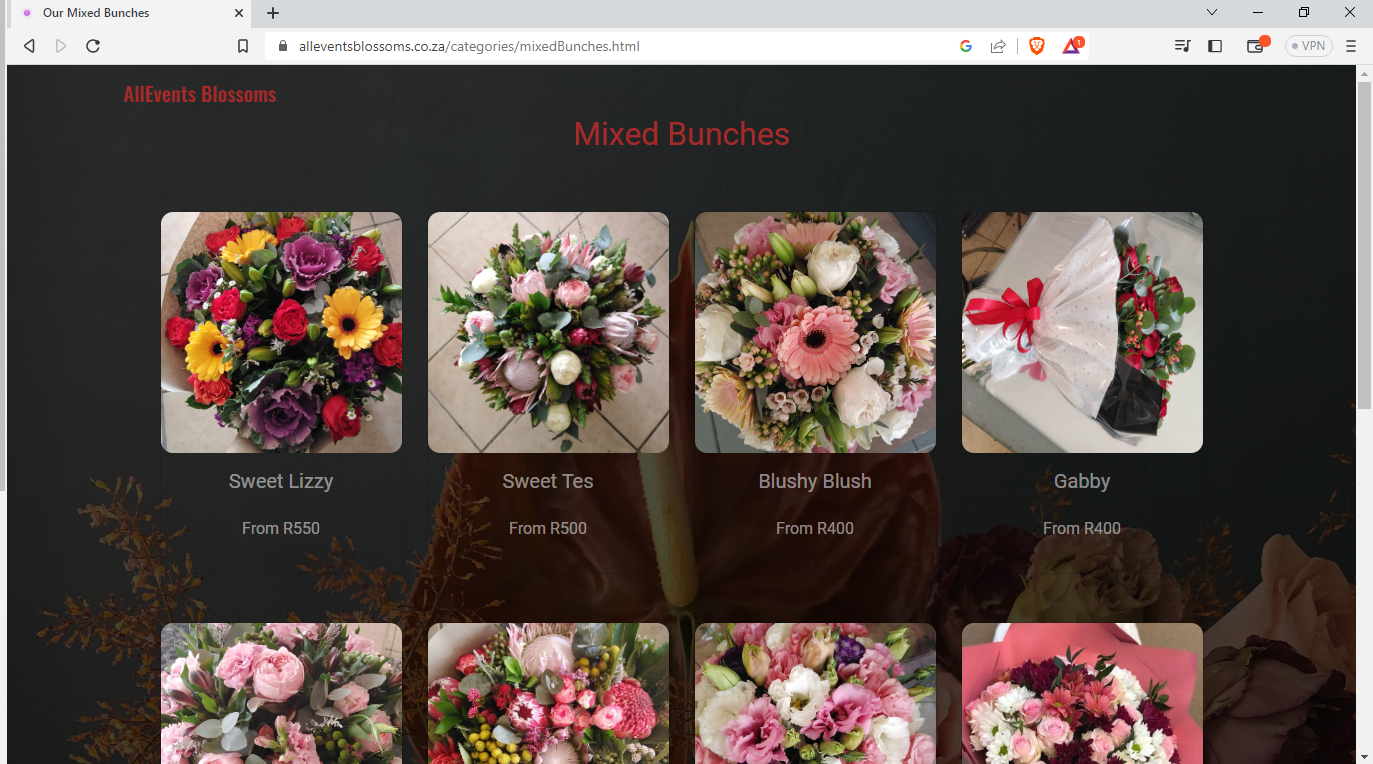 Our Mixed Bunches
alleventsblossoms.co.za/categories/mixedBunches.html
1
VPN
AllEvents Blossoms
Mixed Bunches
Sweet Lizzy
Sweet Tes
Blushy Blush
Gabby
From R550
From R500
From R400
From R400